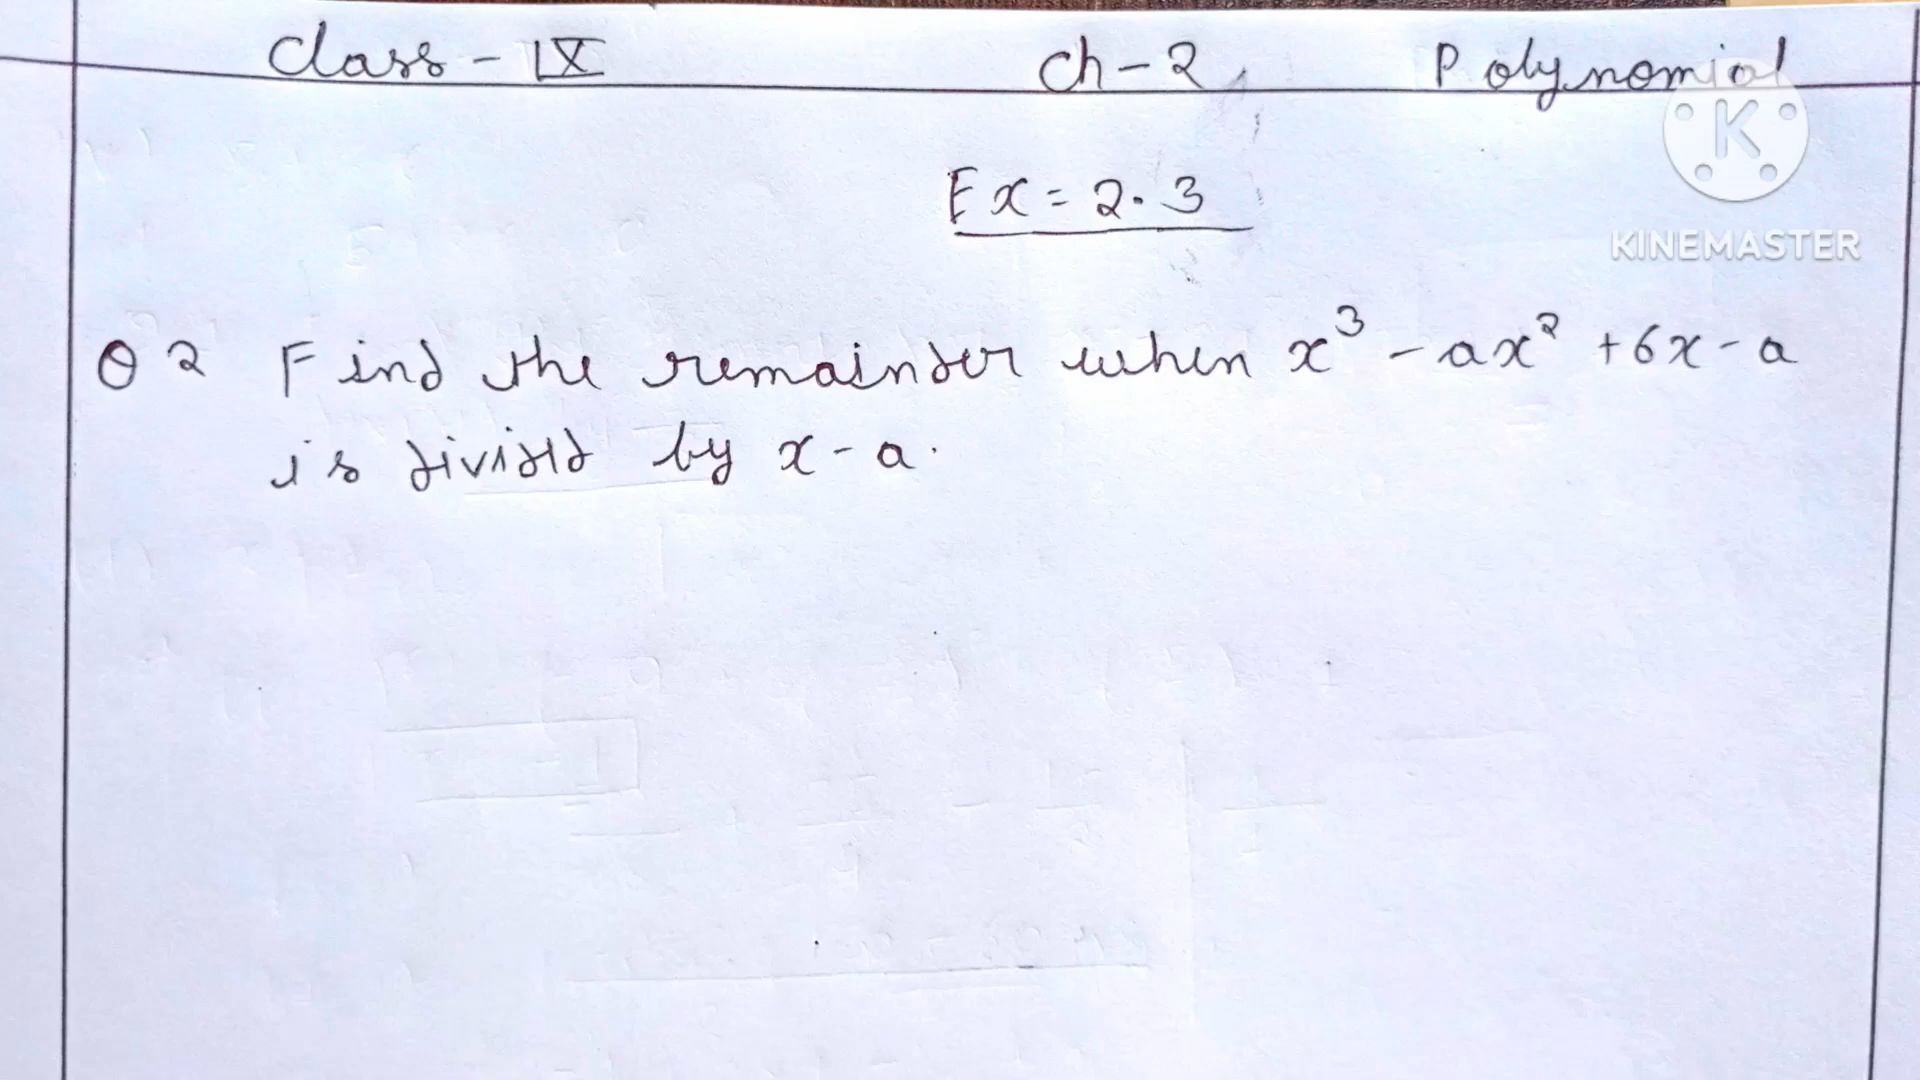 Class - IX Ch-2 Polynomial
K
KINEMASTER
Ex = 2.3
Q 2 Find the remainder when x³ - ax² + 6x - a
is divided by x - a.